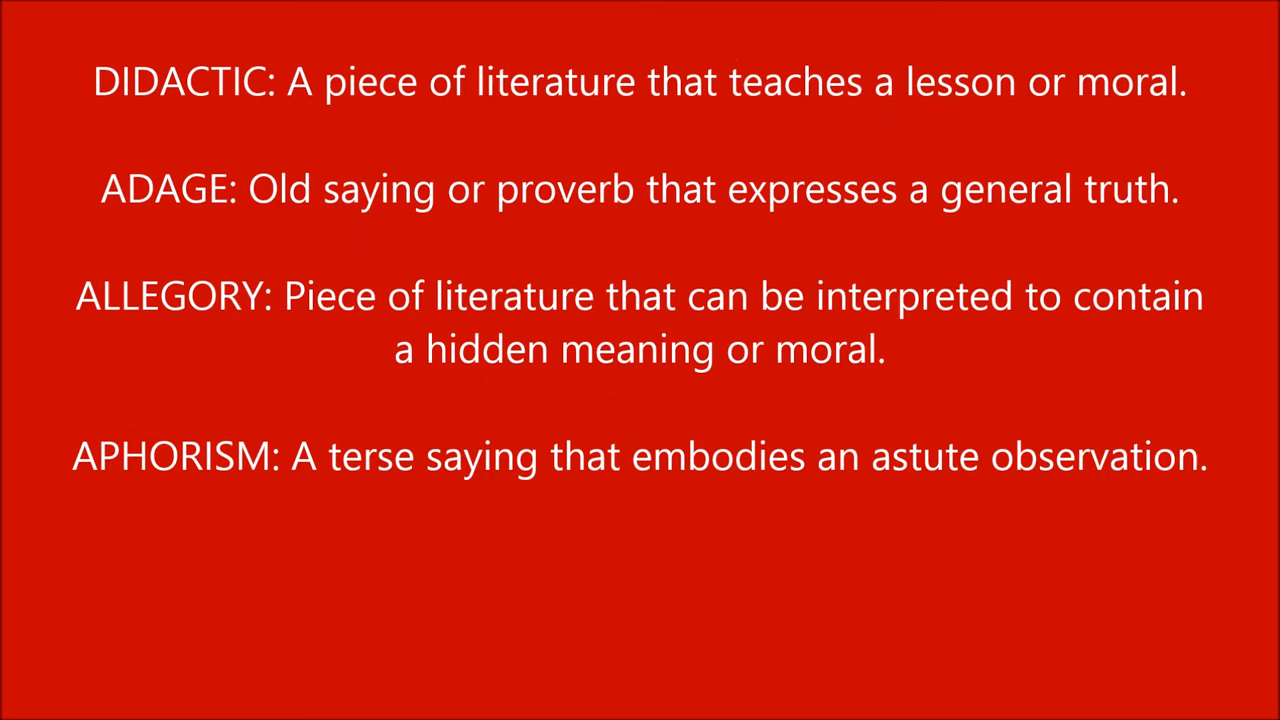 DIDACTIC: A piece of literature that teaches a lesson or moral.
ADAGE: Old saying or proverb that expresses a general truth.
ALLEGORY: Piece of literature that can be interpreted to contain
a hidden meaning or moral.
APHORISM: A terse saying that embodies an astute observation.